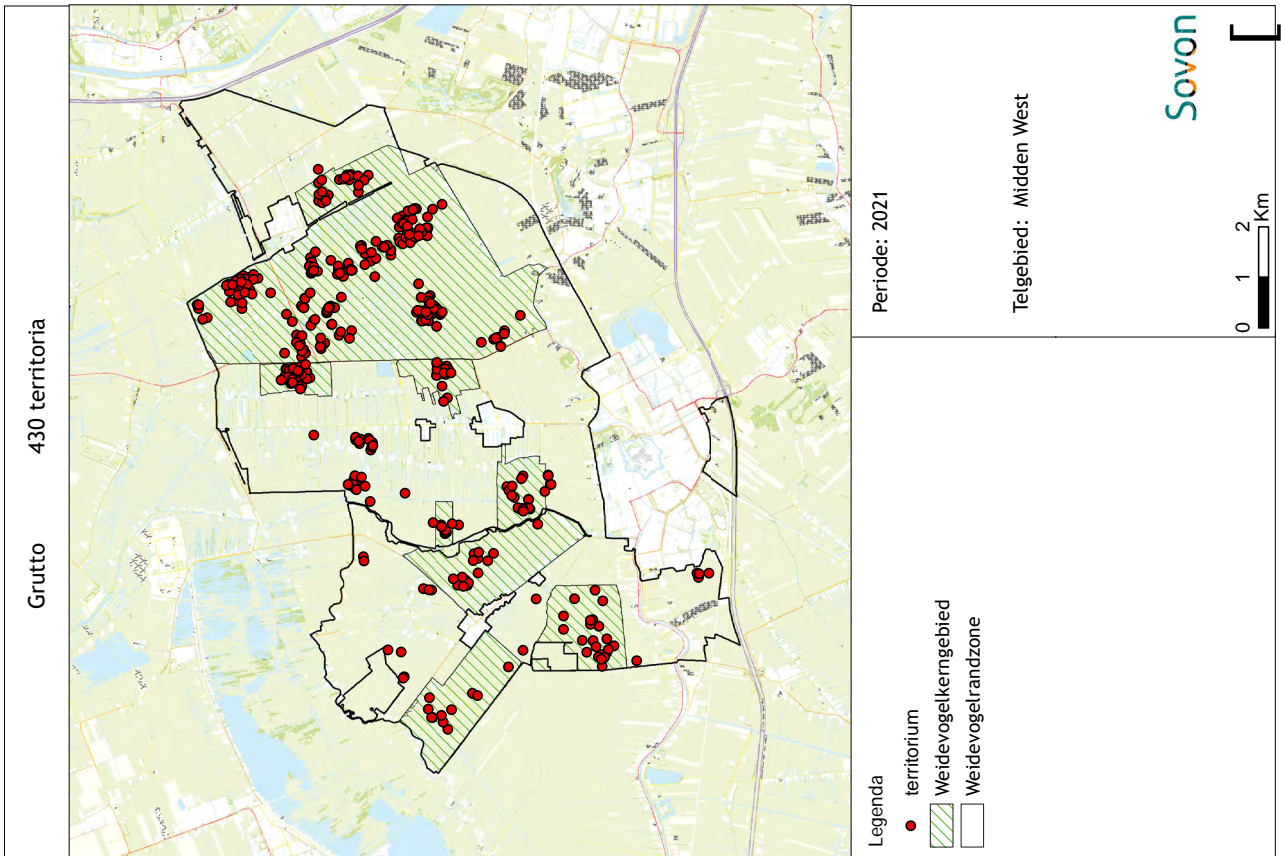 Grutto 430 territoria
Legenda
territorium
Weidevogelkerngebied
Weidevogelrandzone
Periode: 2021
Telgebied: Midden West
0 1 2
Km
Sovon